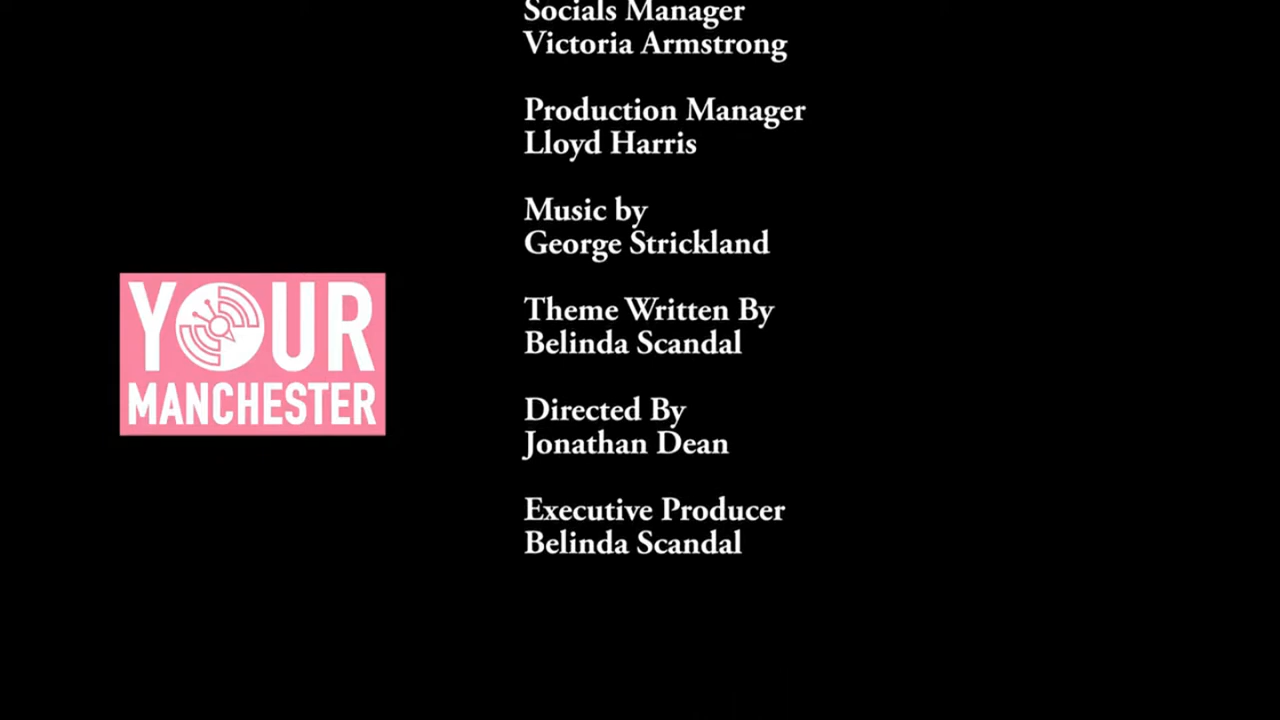 Socials Manager
Victoria Armstrong
Production Manager
Lloyd Harris
Music by
George Strickland
YOUR
MANCHESTER
Theme Written By
Belinda Scandal
Directed By
Jonathan Dean
Executive Producer
Belinda Scandal